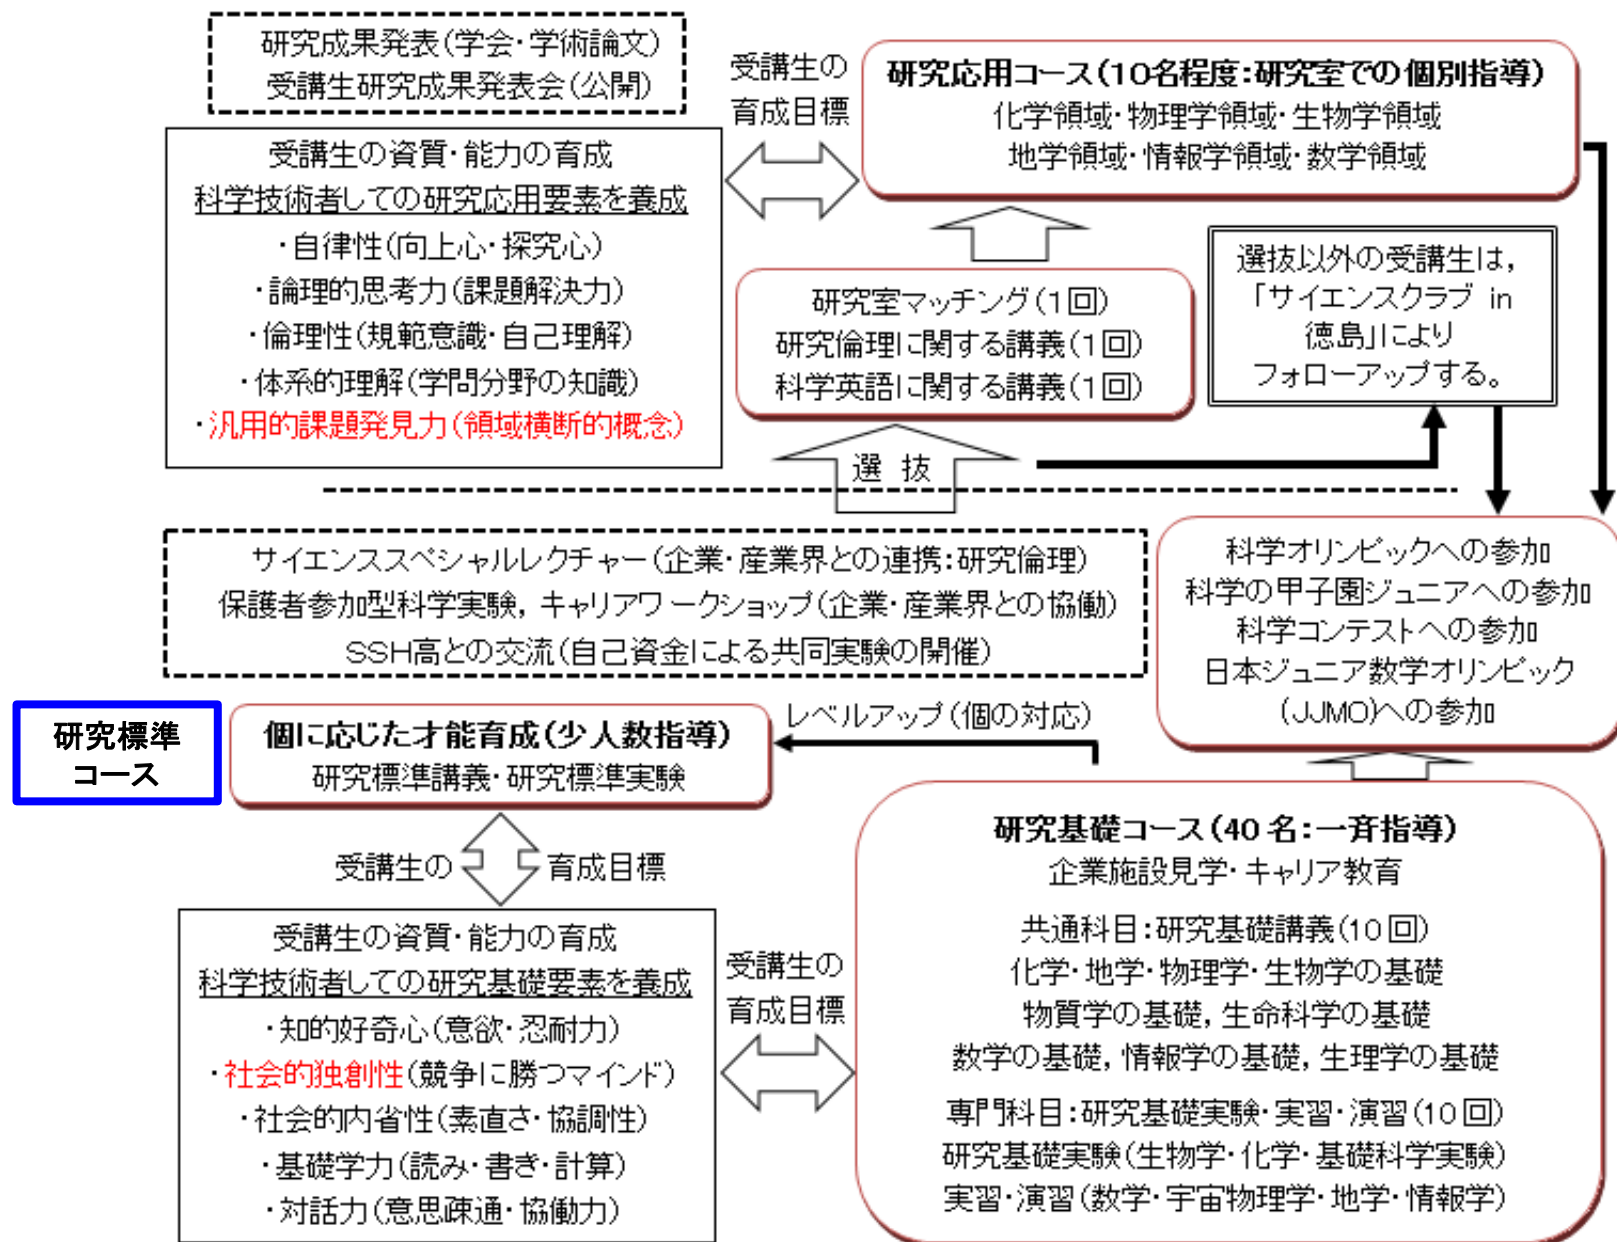 研究成果発表(学会・学術論文)
受講生研究成果発表会(公開)
受講生の
育成目標
研究応用コース(10名程度:研究室での個別指導)
化学領域・物理学領域・生物学領域
地学領域・情報学領域・数学領域
受講生の資質・能力の育成
科学技術者しての研究応用要素を養成
・自律性(向上心・探究心)
・論理的思考力(課題解決力)
・倫理性(規範意識・自己理解)
・体系的理解(学問分野の知識)
・汎用的課題発見力(領域横断的概念)
研究室マッチング(1回)
研究倫理に関する講義(1回)
科学英語に関する講義(1回)
選抜以外の受講生は,
「サイエンスクラブ in
徳島」により
フォローアップする。
選 抜
サイエンススペシャルレクチャー(企業・産業界との連携:研究倫理)
保護者参加型科学実験, キャリアワークショップ(企業・産業界との協働)
SSH高との交流(自己資金による共同実験の開催)
科学オリンピックへの参加
科学の甲子園ジュニアへの参加
科学コンテストへの参加
日本ジュニア数学オリンピック
(JJMO)への参加
研究標準
コース
個に応じた才能育成(少人数指導)
研究標準講義・研究標準実験
レベルアップ(個の対応)
受講生の 育成目標
研究基礎コース(40名:一斉指導)
企業施設見学・キャリア教育
共通科目:研究基礎講義(10回)
化学・地学・物理学・生物学の基礎
物質学の基礎, 生命科学の基礎
数学の基礎, 情報学の基礎, 生理学の基礎
専門科目:研究基礎実験・実習・演習(10回)
研究基礎実験(生物学・化学・基礎科学実験)
実習・演習(数学・宇宙物理学・地学・情報学)
受講生の資質・能力の育成
科学技術者しての研究基礎要素を養成
・知的好奇心(意欲・忍耐力)
・社会的独創性(競争に勝つマインド)
・社会的内省性(素直さ・協調性)
・基礎学力(読み・書き・計算)
・対話力(意思疎通・協働力)
受講生の
育成目標